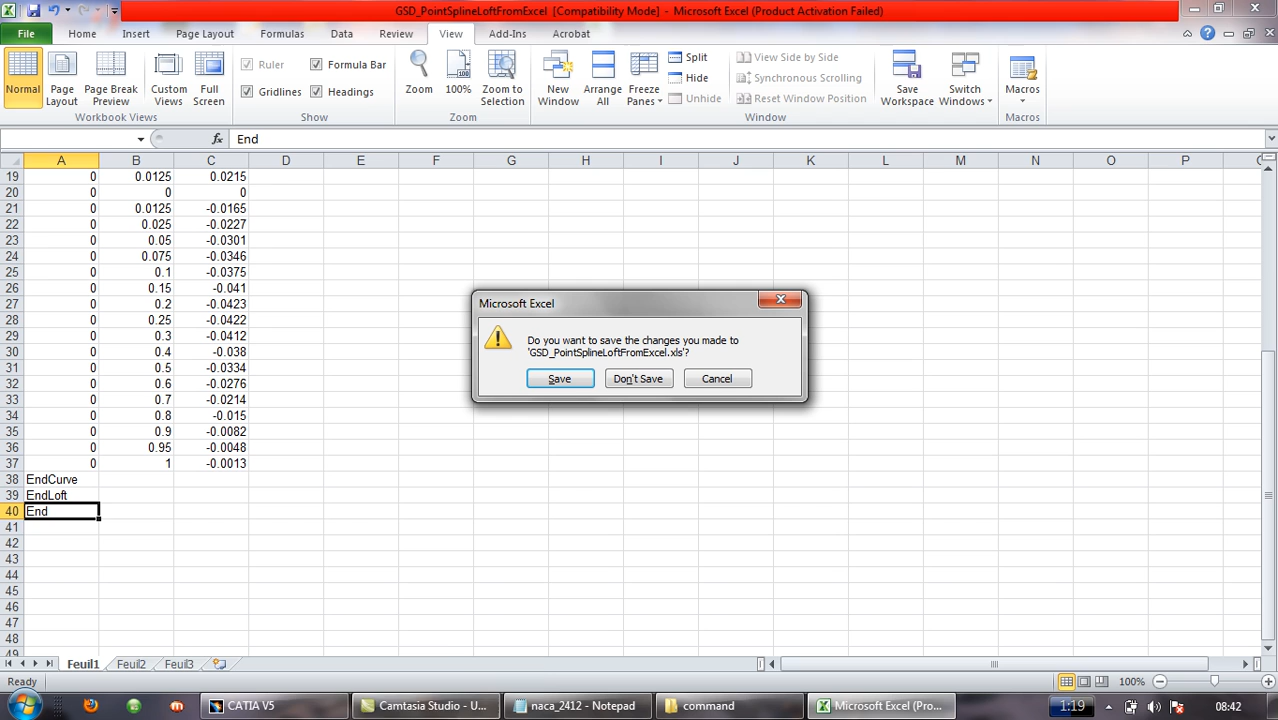 GSD_PointSplineLoftFromExcel [Compatibility Mode] - Microsoft Excel (Product Activation Failed)
File Home Insert Page Layout Formulas Data Review View Add-Ins Acrobat
Normal
Page Layout
Page Break Preview
Custom Views
Full Screen
Workbook Views
Ruler
Formula Bar
Gridlines
Headings
Show
Zoom
100%
Zoom to Selection
Zoom
New Window
Arrange All
Freeze Panes
Split
Hide
Unhide
View Side by Side
Synchronous Scrolling
Reset Window Position
Save Workspace
Switch Windows
Window
Macros
Macros
fx End
A B C D E F G H I J K L M N O P
19 0 0.0125 0.0215
20 0 0 0
21 0 0.0125 -0.0165
22 0 0.025 -0.0227
23 0 0.05 -0.0301
24 0 0.075 -0.0346
25 0 0.1 -0.0375
26 0 0.15 -0.041
27 0 0.2 -0.0423
28 0 0.25 -0.0422
29 0 0.3 -0.0412
30 0 0.4 -0.038
31 0 0.5 -0.0334
32 0 0.6 -0.0276
33 0 0.7 -0.0214
34 0 0.8 -0.015
35 0 0.9 -0.0082
36 0 0.95 -0.0048
37 0 1 -0.0013
38 EndCurve
39 EndLoft
40 End
41
42
43
44
45
46
47
48
49
Microsoft Excel
Do you want to save the changes you made to
'GSD_PointSplineLoftFromExcel.xls'?
Save Don't Save Cancel
Feuil1 Feuil2 Feuil3
Ready 100%
CATIA V5 Camtasia Studio - U... naca_2412 - Notepad command Microsoft Excel (Pro... 1:19 08:42